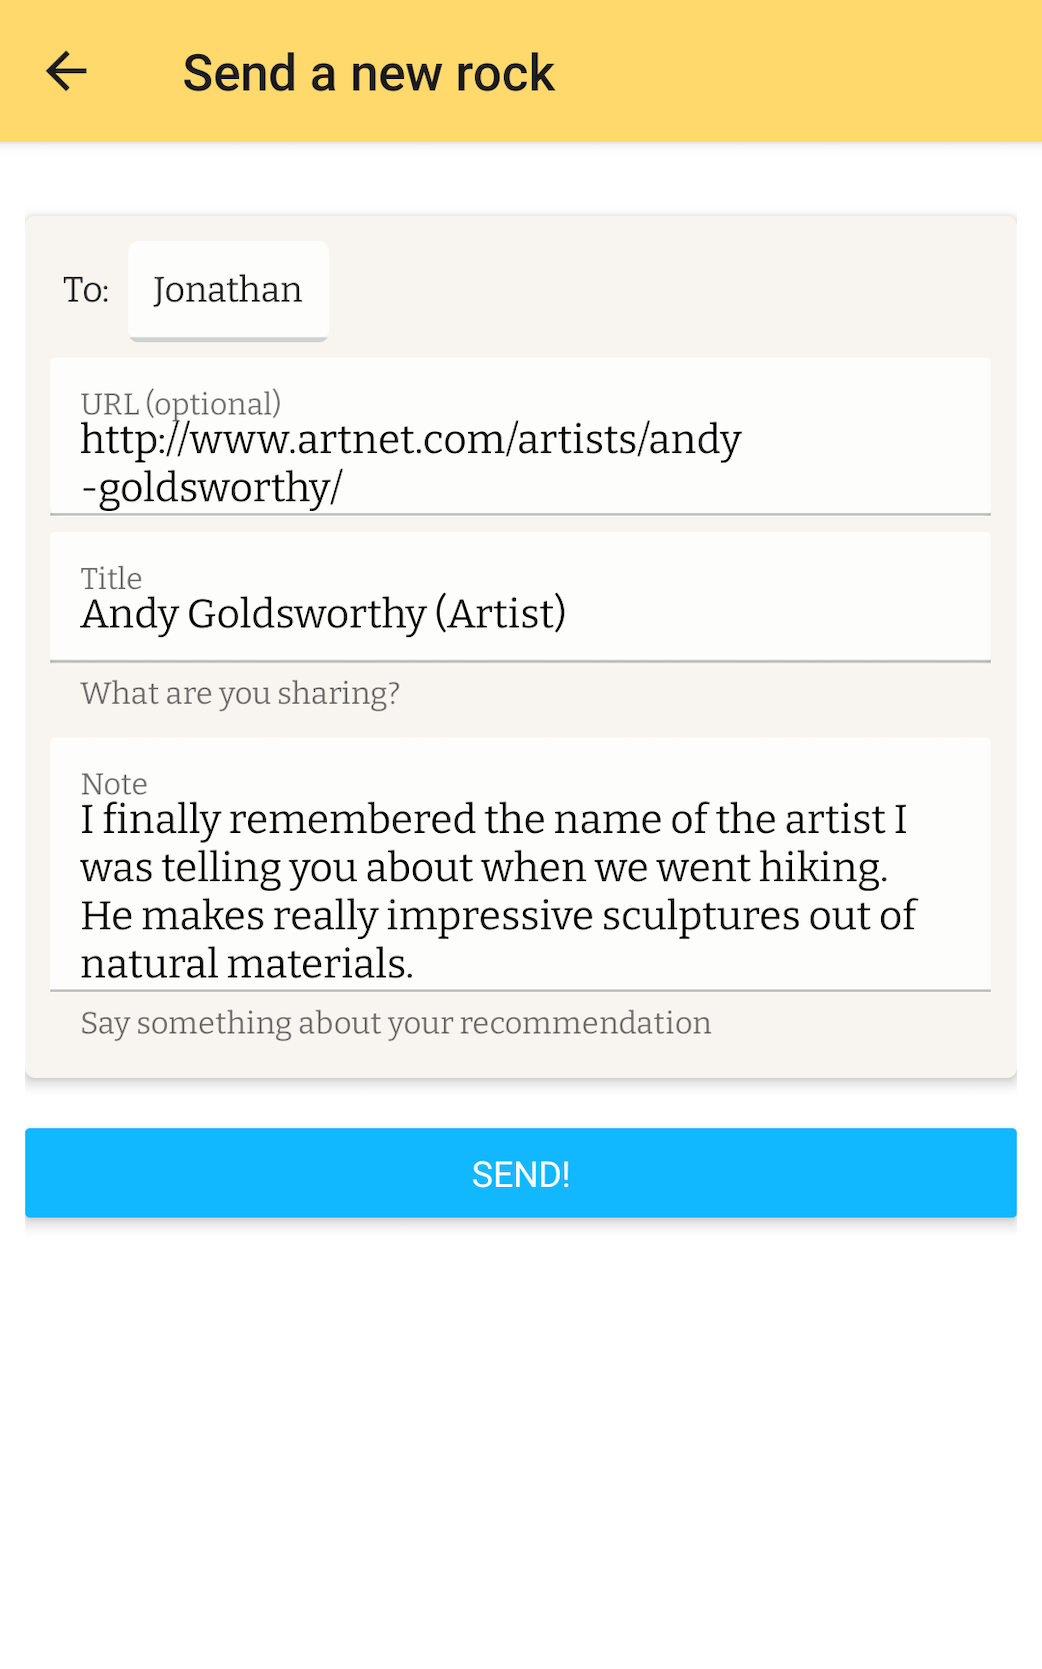 Send a new rock
To: Jonathan
URL (optional)
http://www.artnet.com/artists/andy
-goldsworthy/
Title
Andy Goldsworthy (Artist)
What are you sharing?
Note
I finally remembered the name of the artist I
was telling you about when we went hiking.
He makes really impressive sculptures out of
natural materials.
Say something about your recommendation
SEND!